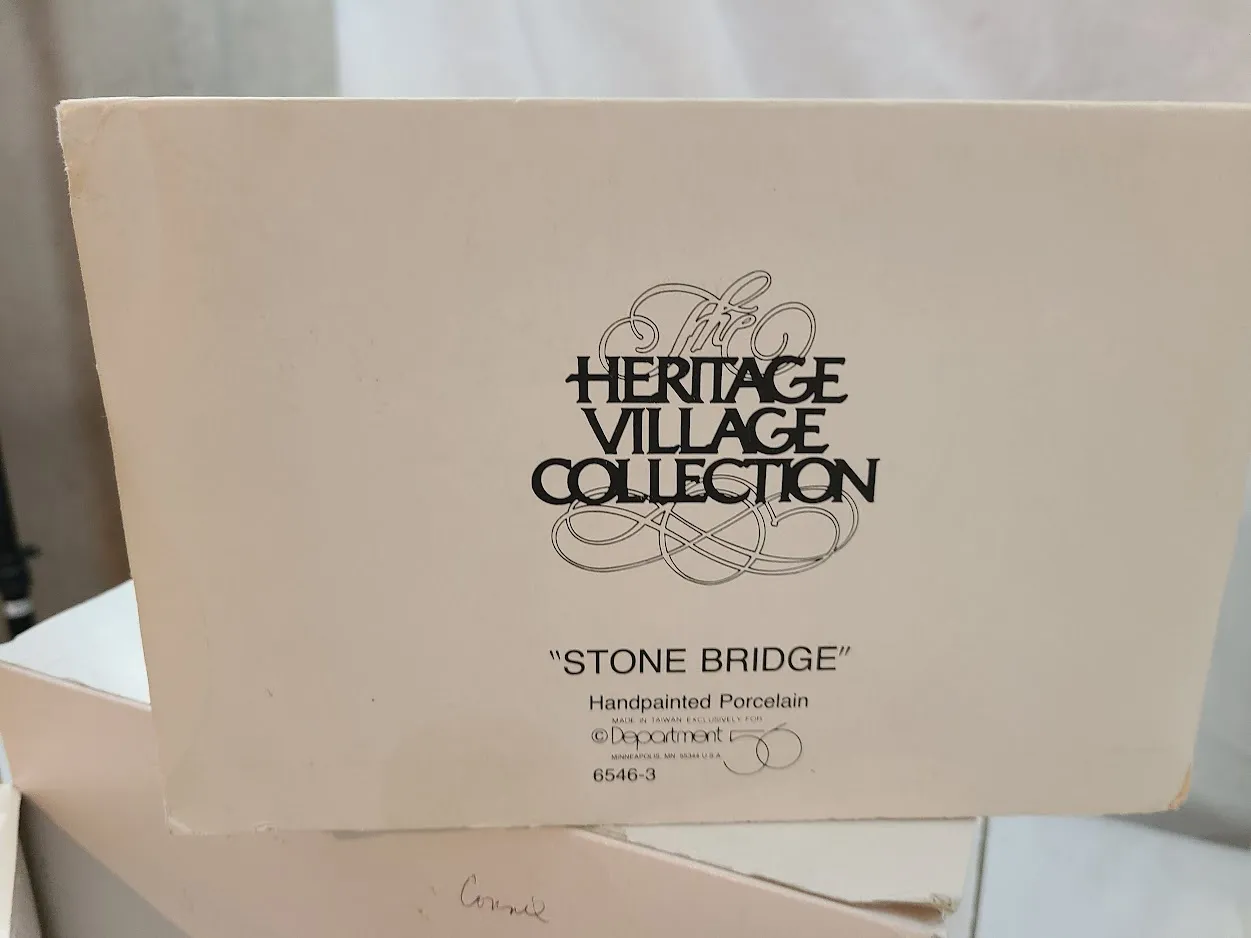 The
HERITAGE
VILLAGE
COLLECTION
"STONE BRIDGE"
Handpainted Porcelain
MADE IN TAIWAN EXCLUSIVELY FOR
©Department 56
MINNEAPOLIS, MN 55344 U.S.A.
6546-3
Connie